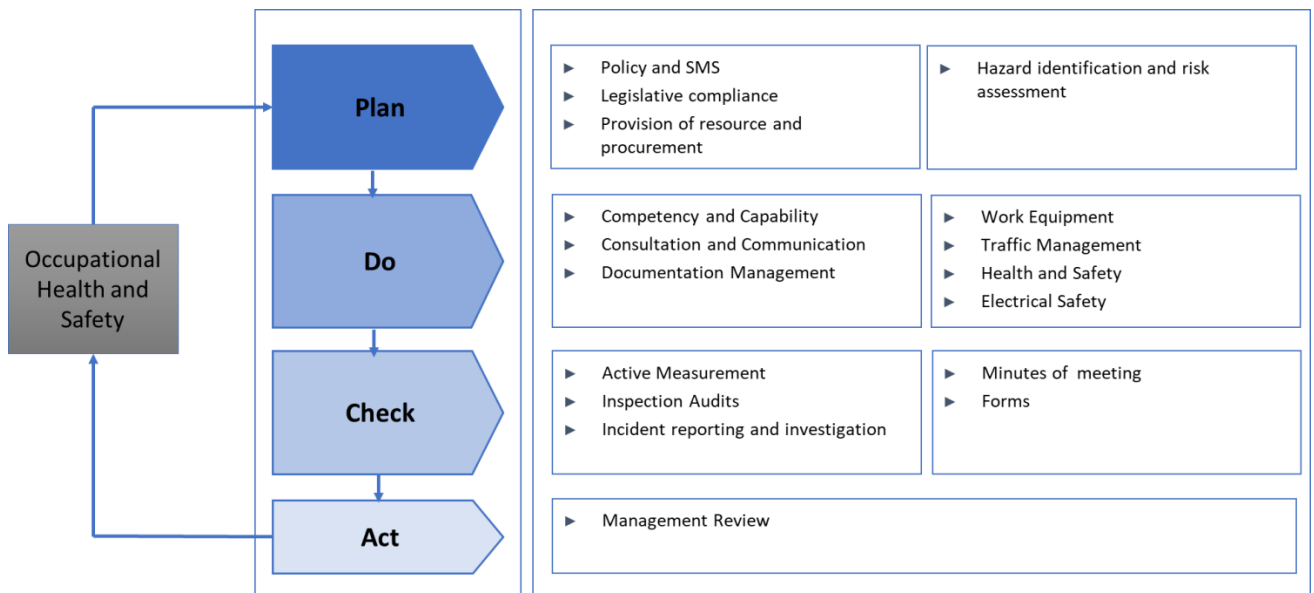 Occupational
Health and
Safety
Plan
Policy and SMS
Legislative compliance
Provision of resource and
procurement
Hazard identification and risk
assessment
Do
Competency and Capability
Consultation and Communication
Documentation Management
Work Equipment
Traffic Management
Health and Safety
Electrical Safety
Check
Active Measurement
Inspection Audits
Incident reporting and investigation
Minutes of meeting
Forms
Act
Management Review